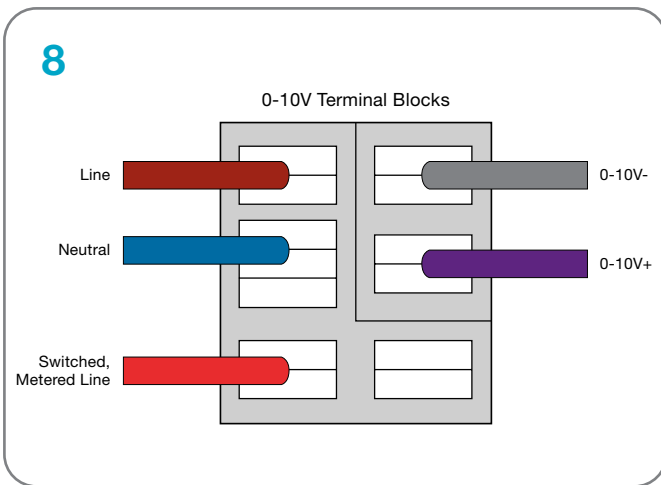 8
0-10V Terminal Blocks
Line
0-10V-
Neutral
0-10V+
Switched,
Metered Line